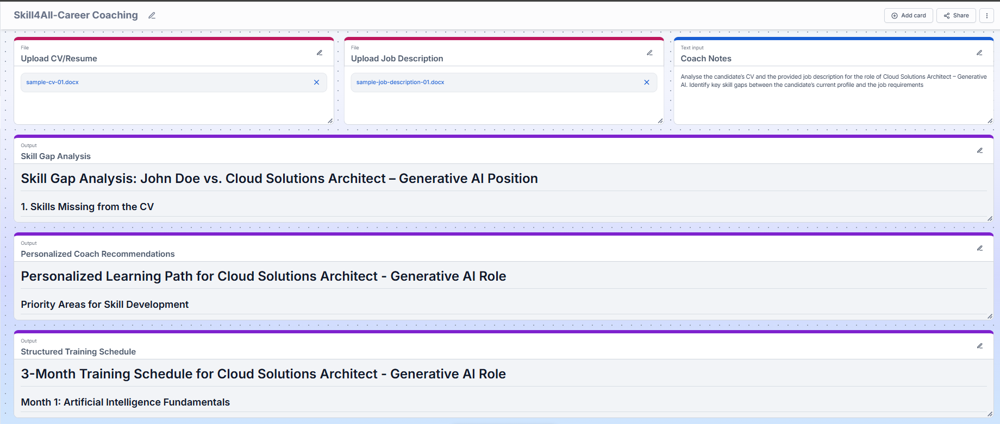 Skill4All-Career Coaching
Add card
Share
File
Upload CV/Resume
sample-cv-01.docx
File
Upload Job Description
sample-job-description-01.docx
Text input
Coach Notes
Analyse the candidate's CV and the provided job description for the role of Cloud Solutions Architect – Generative
AI. Identify key skill gaps between the candidate's current profile and the job requirements
Output
Skill Gap Analysis
Skill Gap Analysis: John Doe vs. Cloud Solutions Architect – Generative AI Position
1. Skills Missing from the CV
Output
Personalized Coach Recommendations
Personalized Learning Path for Cloud Solutions Architect - Generative AI Role
Priority Areas for Skill Development
Output
Structured Training Schedule
3-Month Training Schedule for Cloud Solutions Architect - Generative AI Role
Month 1: Artificial Intelligence Fundamentals